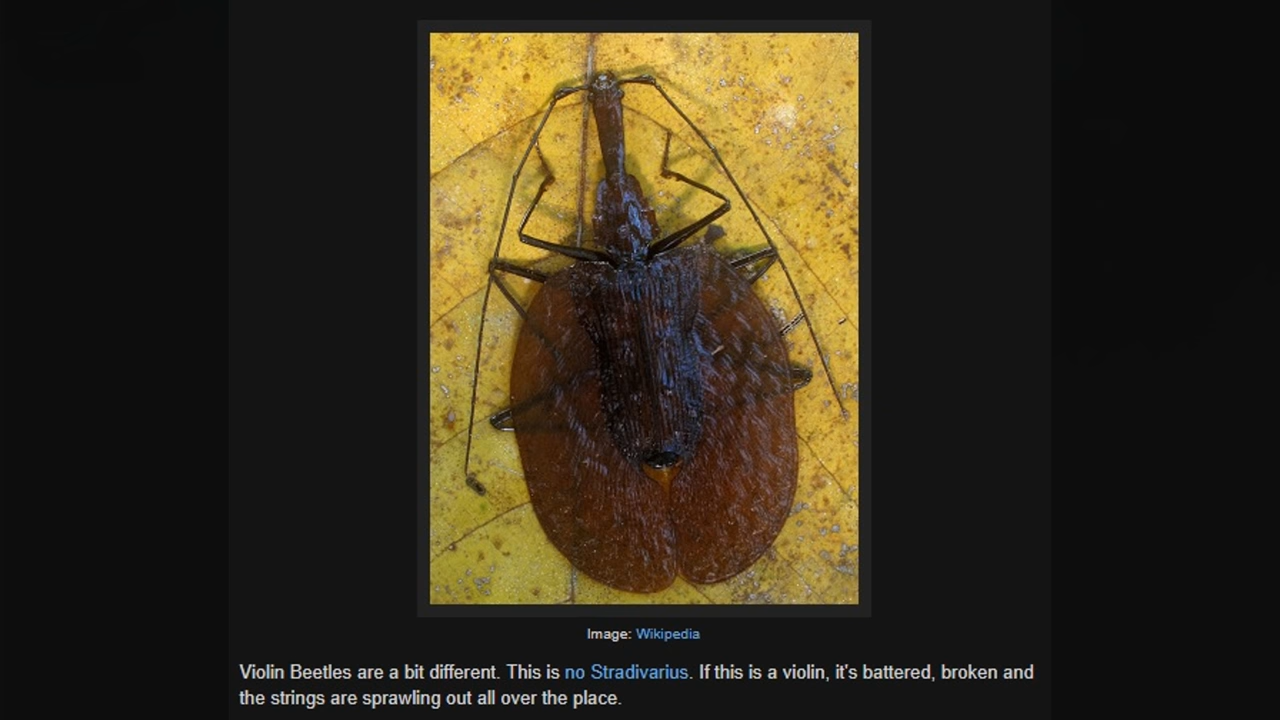 Image: Wikipedia
Violin Beetles are a bit different. This is no Stradivarius. If this is a violin, it's battered, broken and
the strings are sprawling out all over the place.